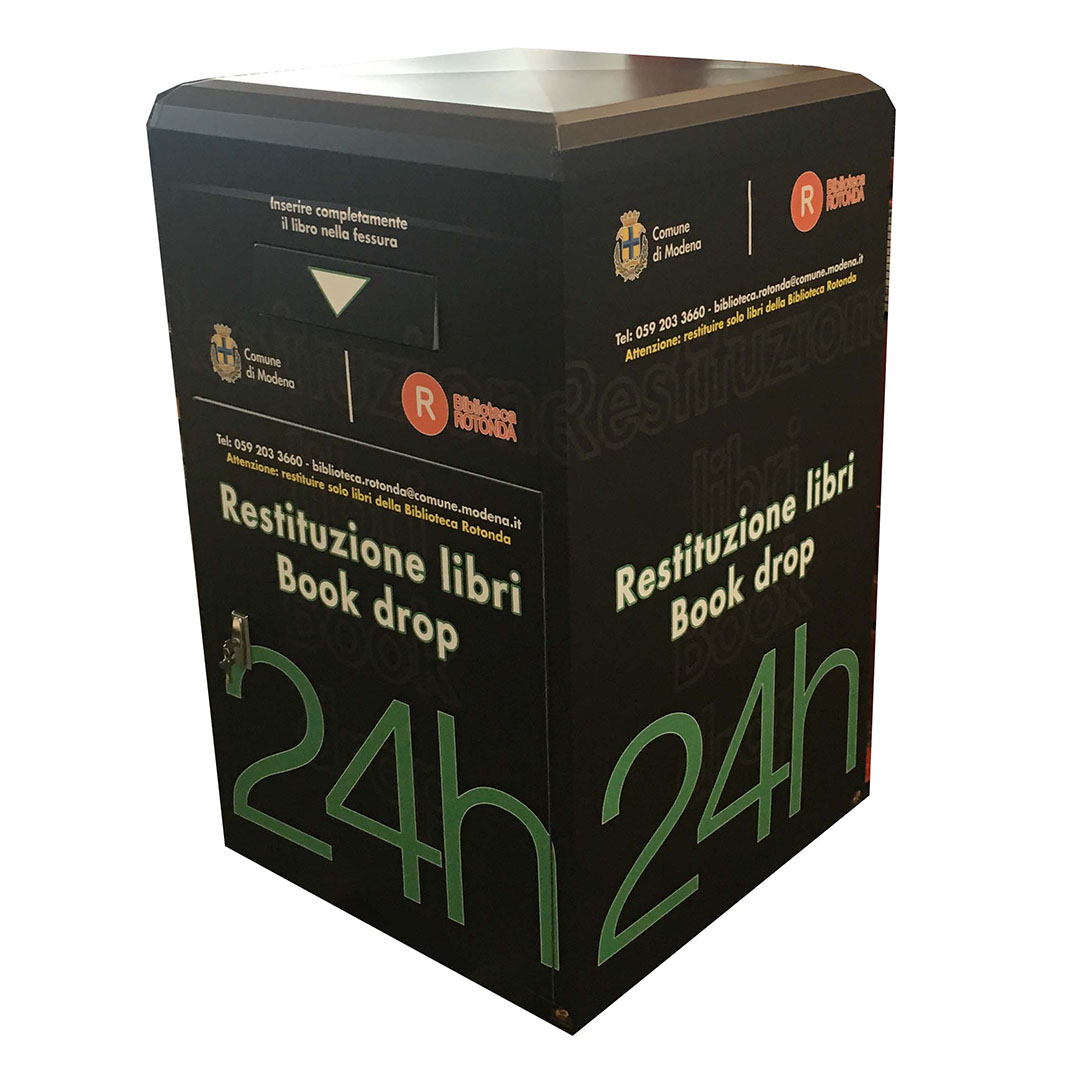 Inserire completamente
il libro nella fessura
Comune
di Modena
R
Biblioteca
ROTONDA
Tel: 059 203 3660 - biblioteca.rotonda@comune.modena.it
Attenzione: restituire solo libri della Biblioteca Rotonda
Restituzione libri
Book drop
24h
Comune
di Modena
R
Biblioteca
ROTONDA
Tel: 059 203 3660 - biblioteca.rotonda@comune.modena.it
Attenzione: restituire solo libri della Biblioteca Rotonda
Restituzione
libri
Restituzione libri
Book drop
Book
24h